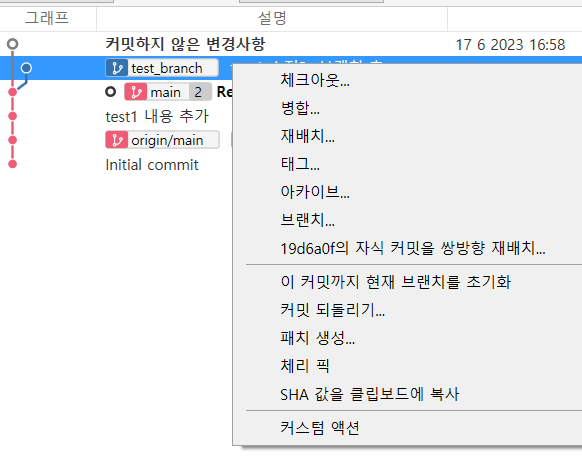 그래프 설명
커밋하지 않은 변경사항 17 6 2023 16:58
test_branch
main 2 Re
test1 내용 추가
origin/main
Initial commit
체크아웃...
병합...
재배치...
태그...
아카이브...
브랜치...
19d6a0f의 자식 커밋을 쌍방향 재배치...
이 커밋까지 현재 브랜치를 초기화
커밋 되돌리기...
패치 생성...
체리 픽
SHA 값을 클립보드에 복사
커스텀 액션